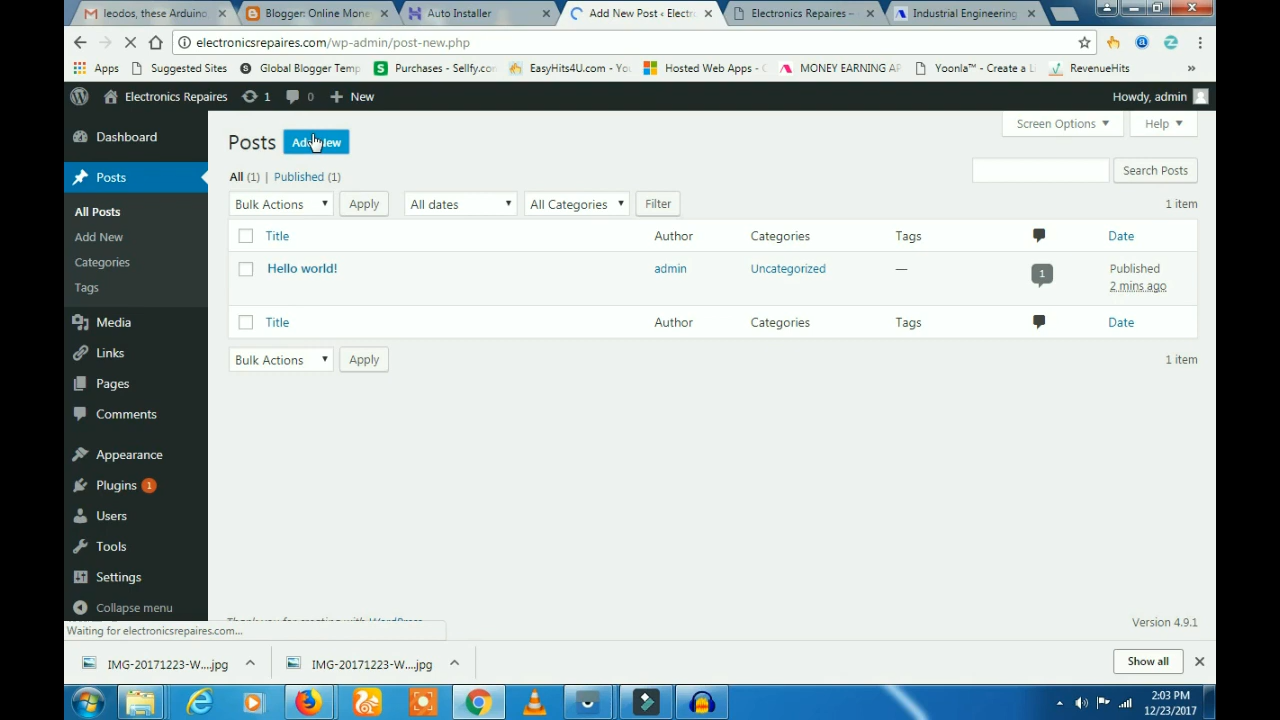 leodos, these Arduino
Blogger: Online Mone
Auto Installer
Add New Post ‹ Electr
Electronics Repaires –
Industrial Engineering
electronicsrepaires.com/wp-admin/post-new.php
Apps
Suggested Sites
Global Blogger Temp
Purchases - Sellfy.co
EasyHits4U.com - Yo
Hosted Web Apps -
MONEY EARNING AP
Yoonla™ - Create a L
RevenueHits
»
Electronics Repaires
1
0
New
Howdy, admin
Dashboard
Posts
All Posts
Add New
Categories
Tags
Media
Links
Pages
Comments
Appearance
Plugins 1
Users
Tools
Settings
Collapse menu
Posts
Add New
Screen Options
Help
All (1) | Published (1)
Search Posts
Bulk Actions
Apply
All dates
All Categories
Filter
1 item
Title
Author
Categories
Tags
Date
Hello world!
admin
Uncategorized
—
1
Published
2 mins ago
Title
Author
Categories
Tags
Date
Bulk Actions
Apply
1 item
Version 4.9.1
Waiting for electronicsrepaires.com...
IMG-20171223-W....jpg
IMG-20171223-W....jpg
Show all
2:03 PM
12/23/2017